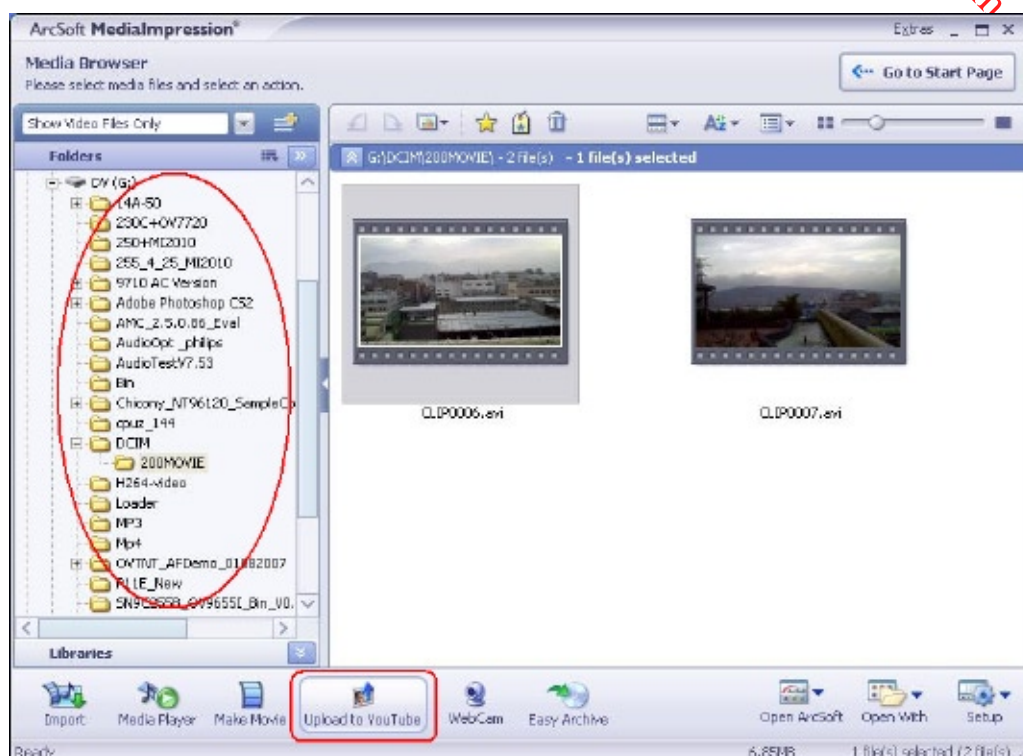 ArcSoft MediaImpression®
Extras
Media Browser
Please select media files and select an action.
Go to Start Page
Show Video Files Only
Folders
G:\DCIM\200MOVIE\ - 2 file(s) - 1 file(s) selected
DV (G:)
14A-50
230C+OV7720
250+MI2010
255_4_25_MI2010
9710 AC Version
Adobe Photoshop CS2
AMC_2.5.0.86_Eval
AudioOpt _philips
AudioTestV7.53
Bin
Chicony_NT96120_SampleCo
cpuz_144
DCIM
200MOVIE
H264-video
Loader
MP3
Mp4
OVTNT_AFDemo_01082007
R11E_New
CLIP0006.avi
CLIP0007.avi
Libraries
Import
Media Player
Make Movie
Upload to YouTube
WebCam
Easy Archive
Open ArcSoft
Open With
Setup
Ready
6.85MB
1 file(s) selected (2 file(s)